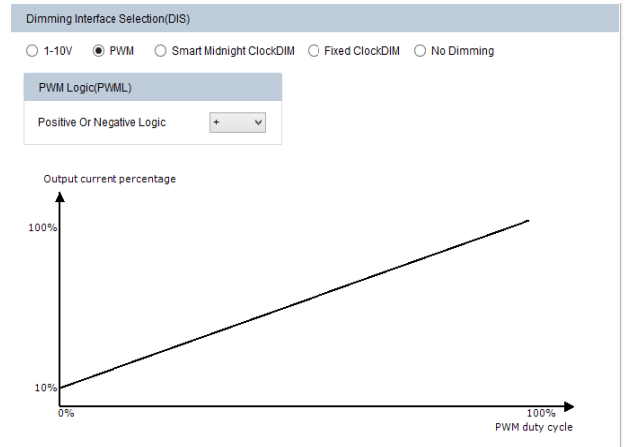 Dimming Interface Selection(DIS)
1-10V PWM Smart Midnight ClockDIM Fixed ClockDIM No Dimming
PWM Logic(PWML)
Positive Or Negative Logic +
Output current percentage
100%
10%
0% 100%
PWM duty cycle